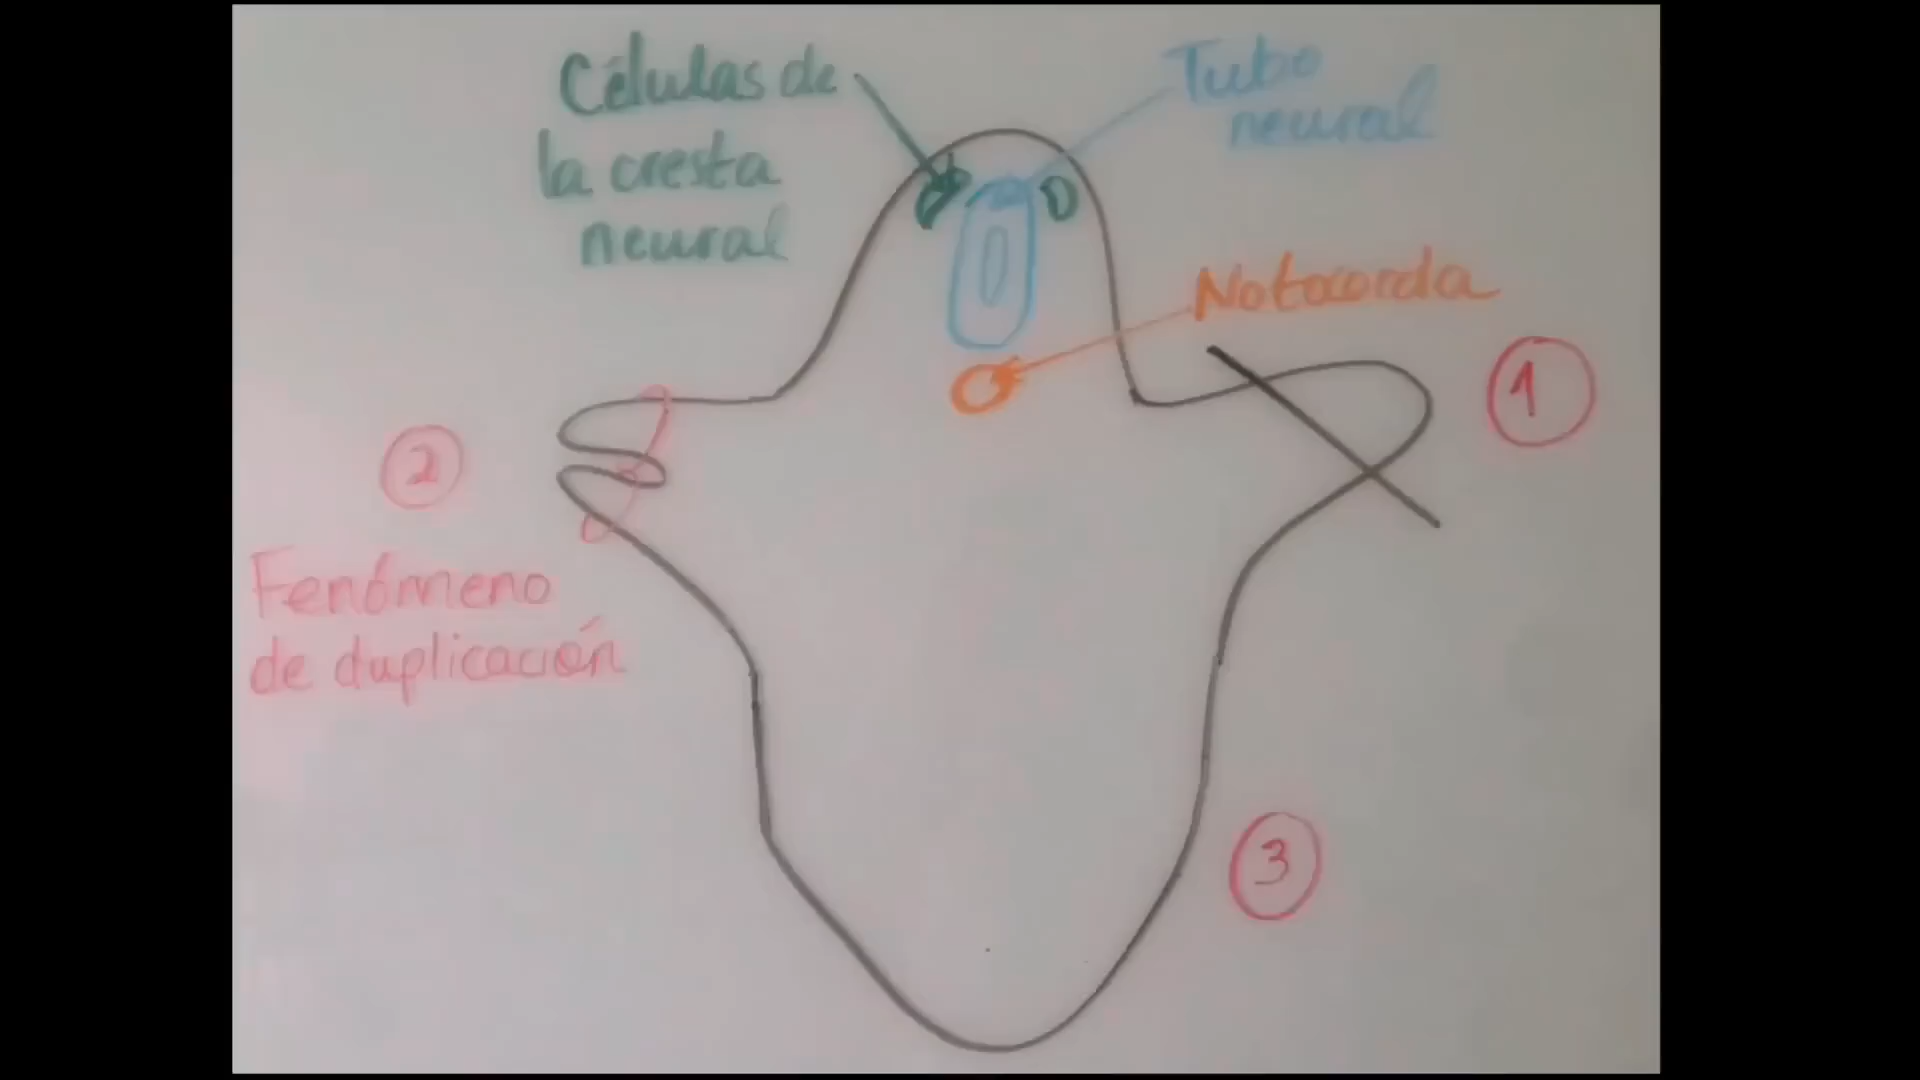 Células de
la cresta
neural
Tubo
neural
Notocorda
1
2
Fenómeno
de duplicación
3